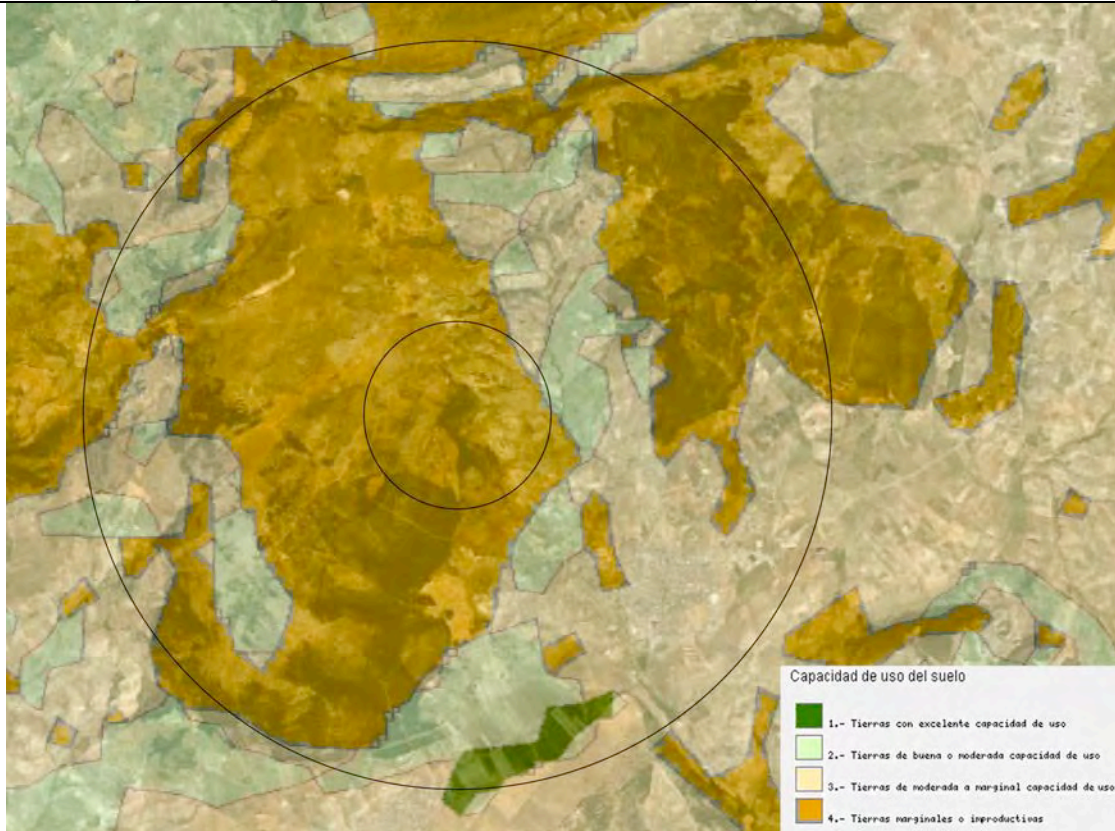 Capacidad de uso del suelo
1.- Tierras con excelente capacidad de uso
2.- Tierras de buena o moderada capacidad de uso
3.- Tierras de moderada a marginal capacidad de uso
4.- Tierras marginales o improductivas